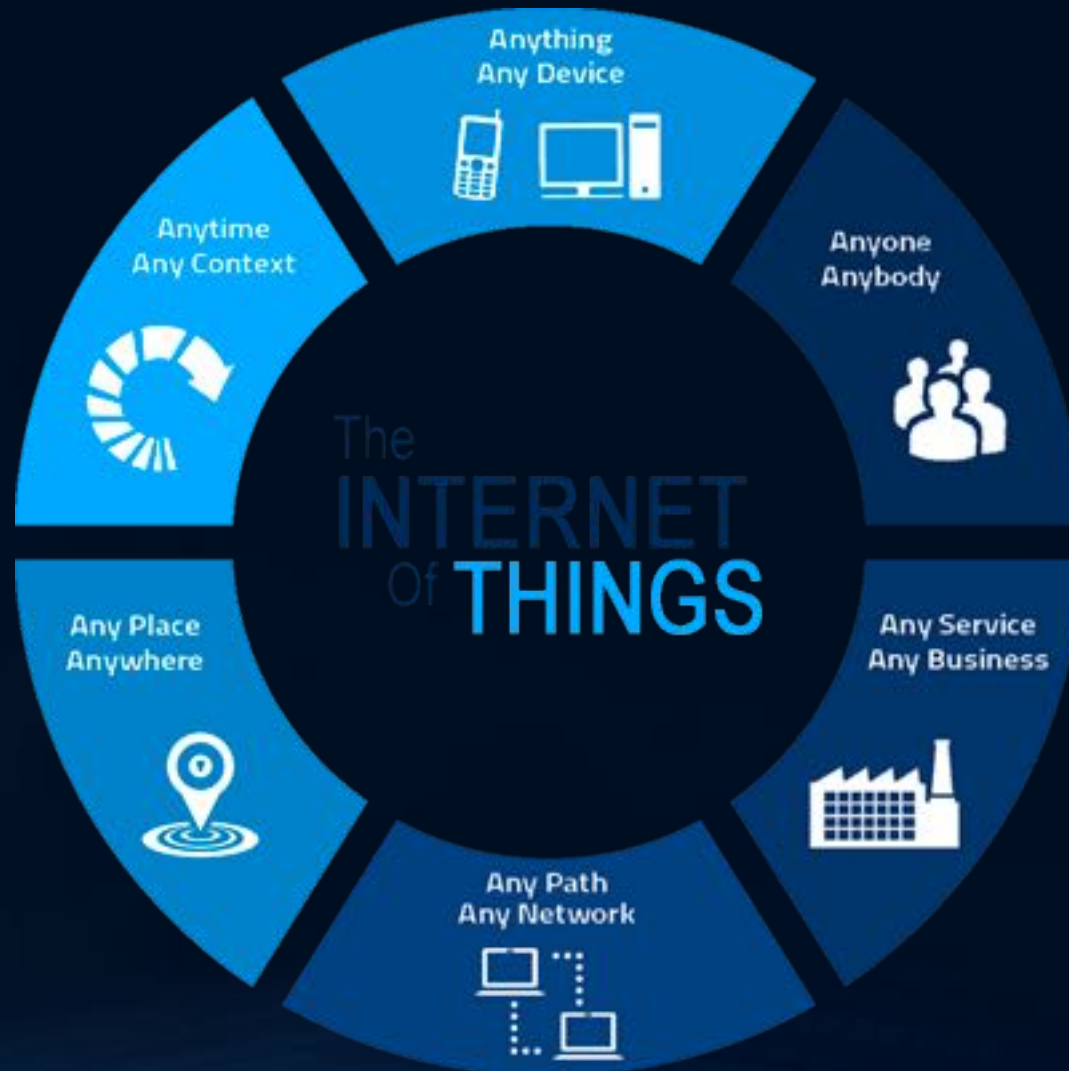 Anything
Any Device
Anyone
Anybody
Any Service
Any Business
Any Path
Any Network
Any Place
Anywhere
Anytime
Any Context
The
INTERNET
Of THINGS